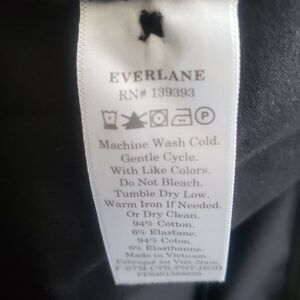 EVERLANE
RN# 139393
Machine Wash Cold.
Gentle Cycle.
With Like Colors.
Do Not Bleach.
Tumble Dry Low.
Warm Iron If Needed.
Or Dry Clean.
94% Cotton.
6% Elastane.
94% Coton.
6% Elasthanne.
Made in Vietnam.
Fabriqué au Viet-Nam.